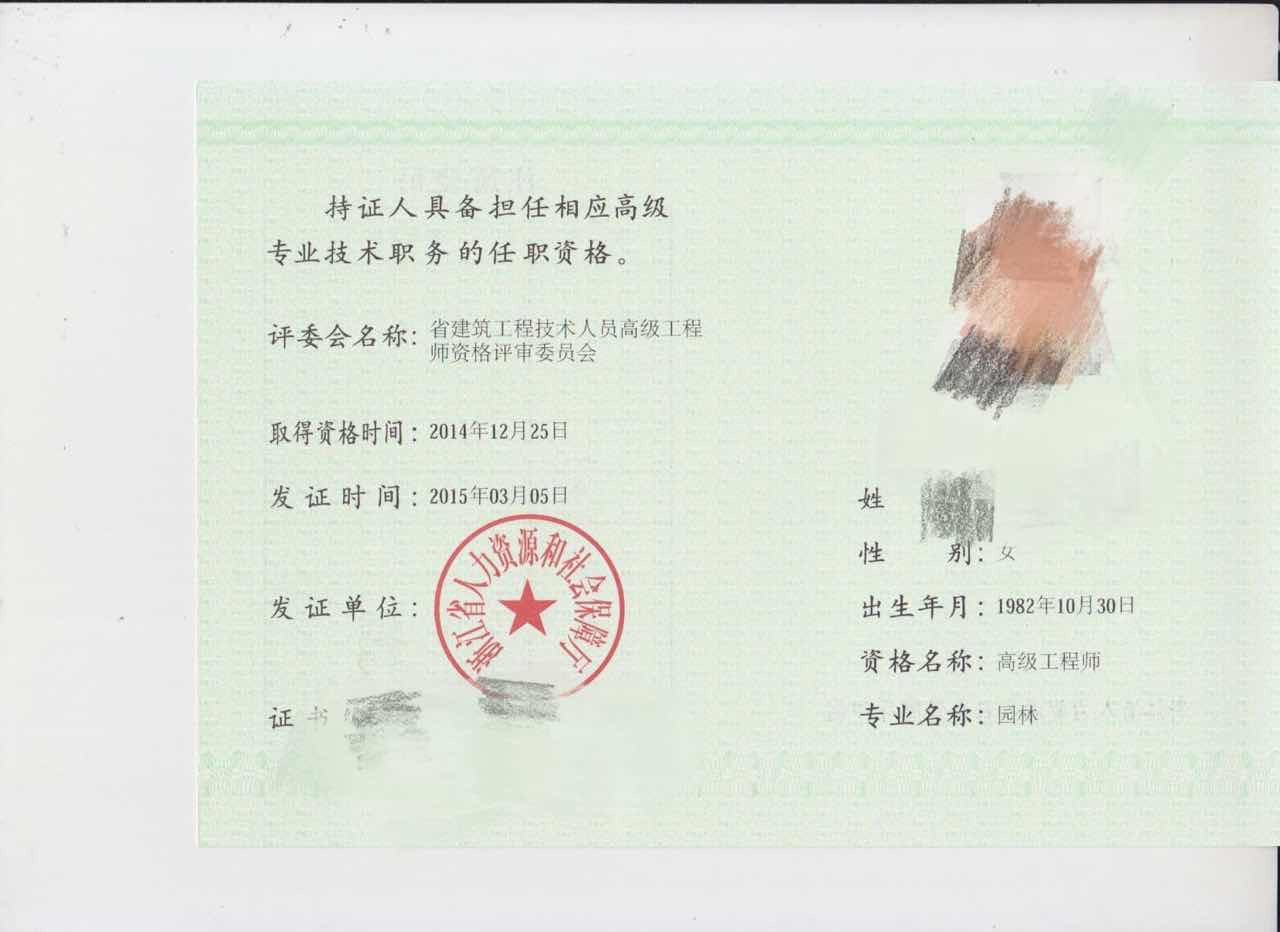 持证人具备担任相应高级
专业技术职务的任职资格。
评委会名称：省建筑工程技术人员高级工程
师资格评审委员会
取得资格时间：2014年12月25日
发证时间：2015年03月05日
发证单位：
浙江省人力资源和社会保障厅
证书
姓
性别：女
出生年月：1982年10月30日
资格名称：高级工程师
专业名称：园林